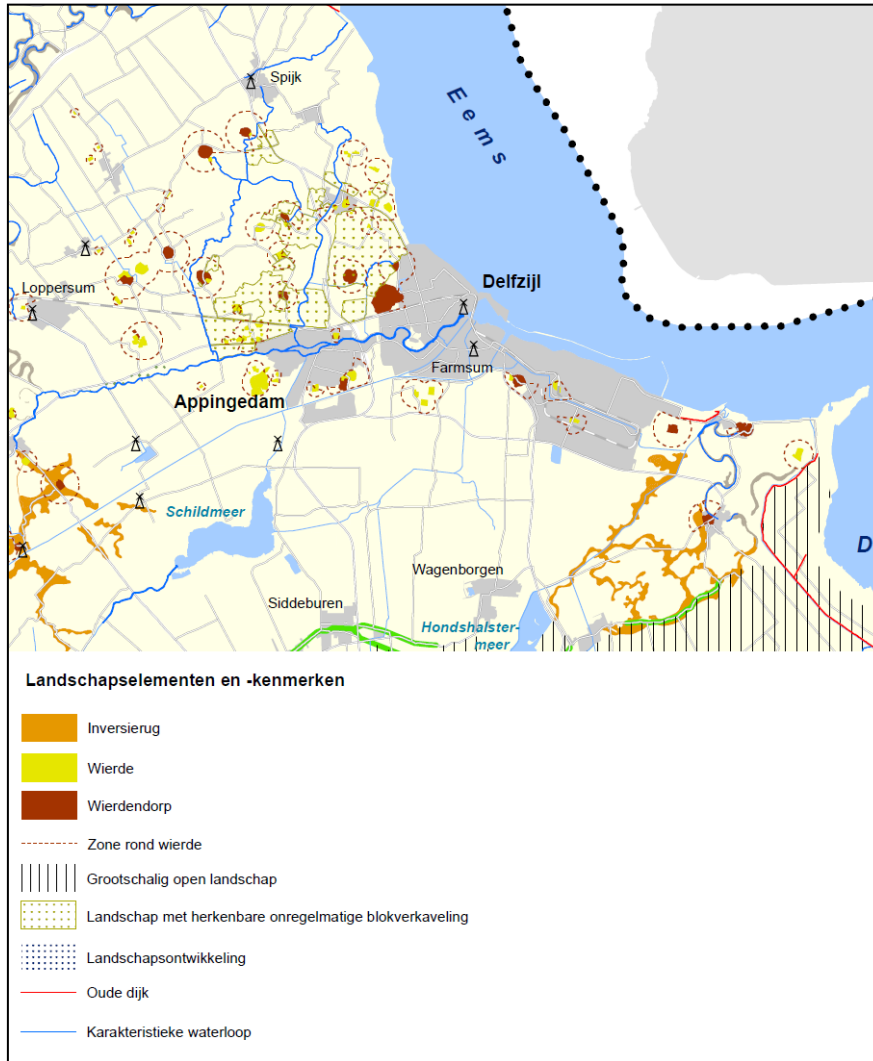 Spijk
Eems
Loppersum
Delfzijl
Farmsum
Appingedam
Schildmeer
D
Wagenborgen
Siddeburen
Hondshalster-
meer
Landschapselementen en -kenmerken
Inversierug
Wierde
Wierdendorp
Zone rond wierde
Grootschalig open landschap
Landschap met herkenbare onregelmatige blokverkaveling
Landschapsontwikkeling
Oude dijk
Karakteristieke waterloop